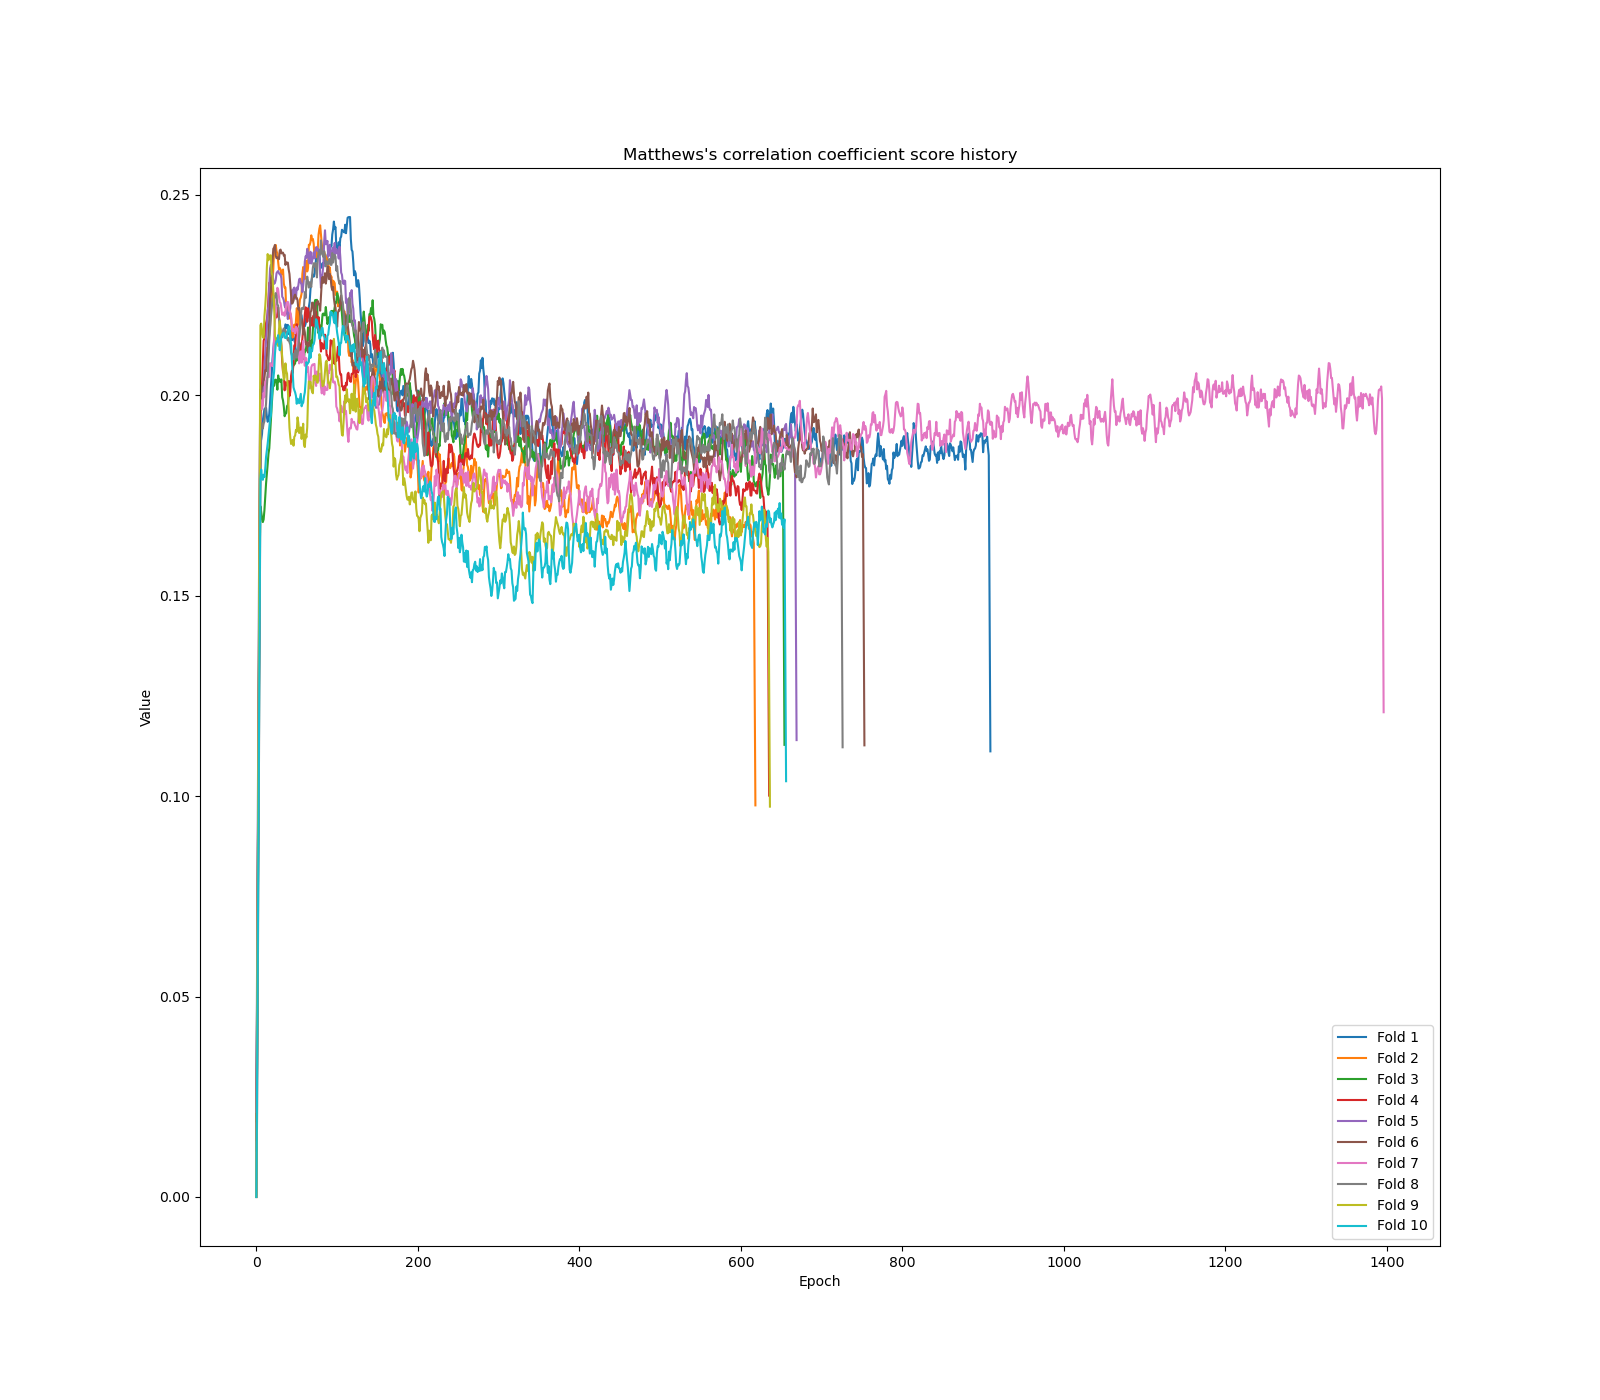 Matthews's correlation coefficient score history
Value
0.25
0.20
0.15
0.10
0.05
0.00
0 200 400 600 800 1000 1200 1400
Epoch
Fold 1
Fold 2
Fold 3
Fold 4
Fold 5
Fold 6
Fold 7
Fold 8
Fold 9
Fold 10